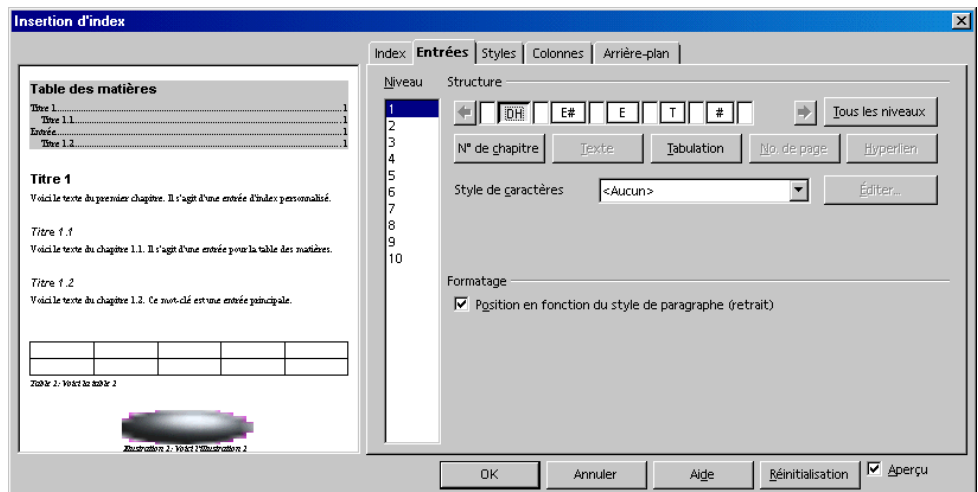 Insertion d'index
Index Entrées Styles Colonnes Arrière-plan
Table des matières
Titre 1 1
Titre 1.1 1
Entrée 1
Titre 1.2 1
Titre 1
Voici le texte du premier chapitre. Il s'agit d'une entrée d'index personnalisé.
Titre 1.1
Voici le texte du chapitre 1.1. Il s'agit d'une entrée pour la table des matières.
Titre 1.2
Voici le texte du chapitre 1.2. Ce mot-clé est une entrée principale.
Table 2: Voici la table 2
Illustration 2: Voici l'illustration 2
Niveau
1
2
3
4
5
6
7
8
9
10
Structure
DH E# E T # Tous les niveaux
N° de chapitre Texte Tabulation No. de page Hyperlien
Style de caractères <Aucun> Éditer...
Formatage
Position en fonction du style de paragraphe (retrait)
OK Annuler Aide Réinitialisation Aperçu